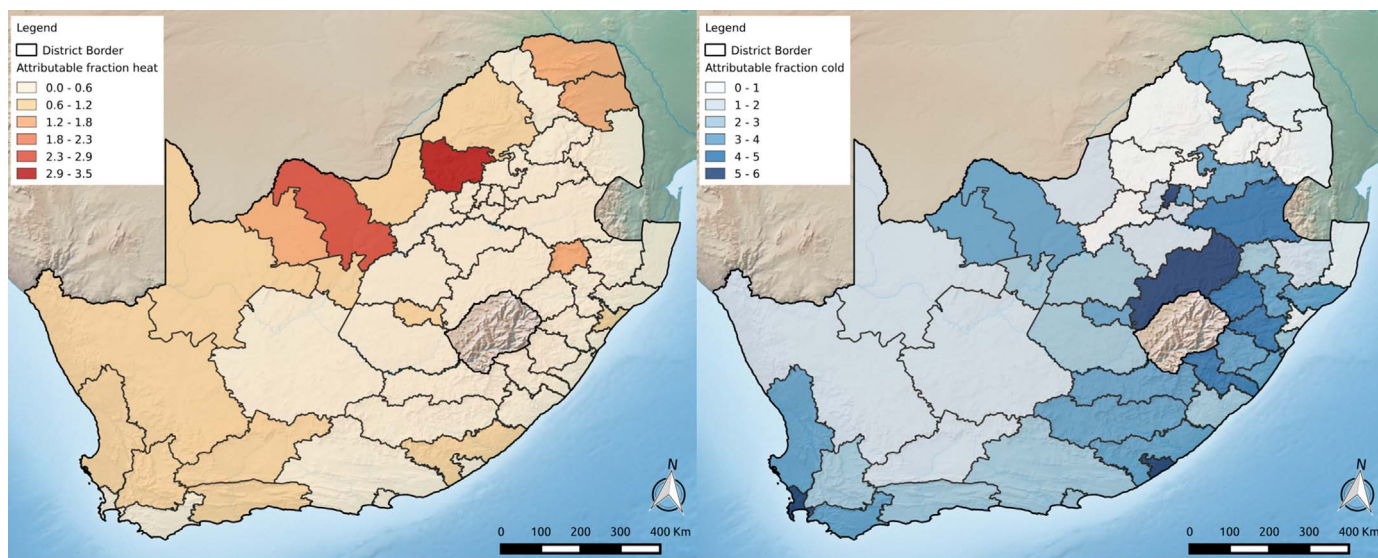 Legend
District Border
Attributable fraction heat
0.0 - 0.6
0.6 - 1.2
1.2 - 1.8
1.8 - 2.3
2.3 - 2.9
2.9 - 3.5
N
0 100 200 300 400 Km
Legend
District Border
Attributable fraction cold
0 - 1
1 - 2
2 - 3
3 - 4
4 - 5
5 - 6
N
0 100 200 300 400 Km